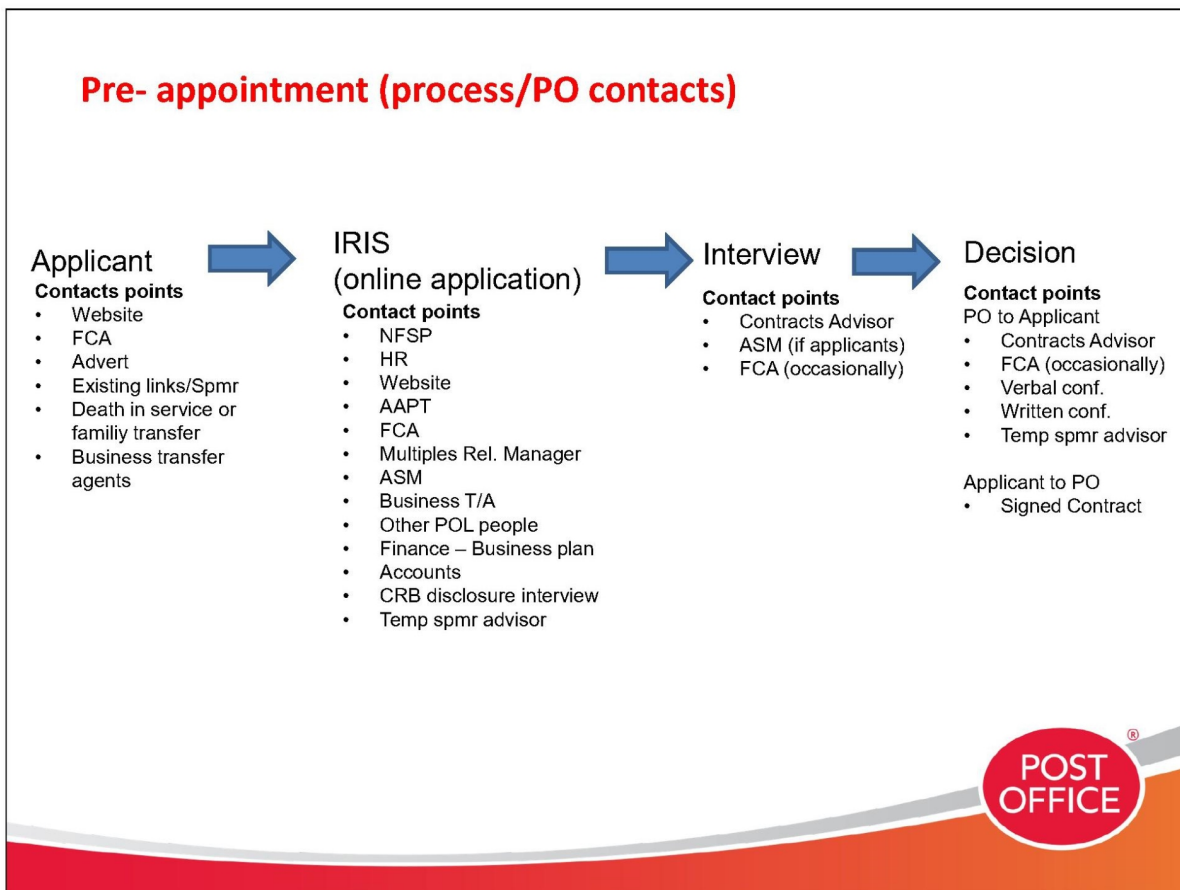 Pre- appointment (process/PO contacts)
Applicant
Contacts points
• Website
• FCA
• Advert
• Existing links/Spmr
• Death in service or
familiy transfer
• Business transfer
agents
IRIS
(online application)
Contact points
• NFSP
• HR
• Website
• AAPT
• FCA
• Multiples Rel. Manager
• ASM
• Business T/A
• Other POL people
• Finance – Business plan
• Accounts
• CRB disclosure interview
• Temp spmr advisor
Interview
Contact points
• Contracts Advisor
• ASM (if applicants)
• FCA (occasionally)
Decision
Contact points
PO to Applicant
• Contracts Advisor
• FCA (occasionally)
• Verbal conf.
• Written conf.
• Temp spmr advisor
Applicant to PO
• Signed Contract
POST
OFFICE
®